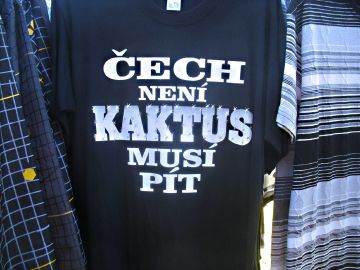 ČECH
NENÍ
KAKTUS
MUSÍ
PÍT